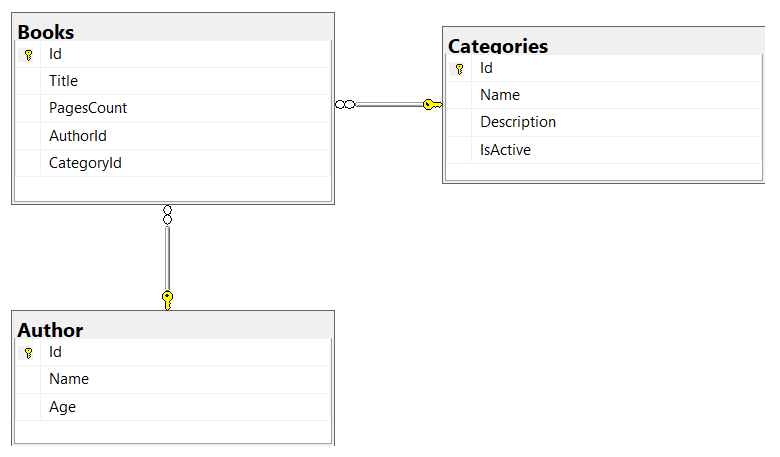 Books
Id
Title
PagesCount
AuthorId
CategoryId
Categories
Id
Name
Description
IsActive
Author
Id
Name
Age